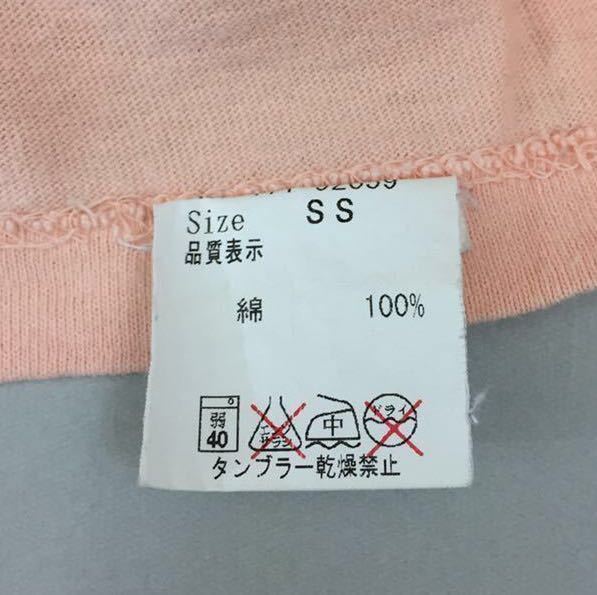 Size SS
品質表示
綿 100%
弱 40 エンソサラシ 中 ドライ
タンブラー乾燥禁止